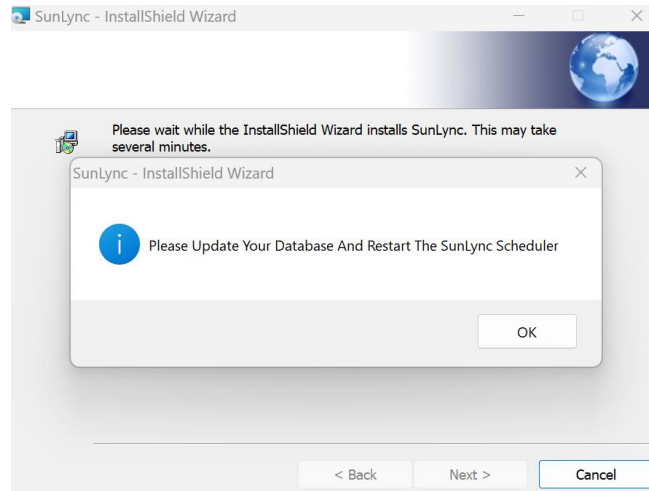 SunLync - InstallShield Wizard
Please wait while the InstallShield Wizard installs SunLync. This may take
several minutes.
SunLync - InstallShield Wizard
Please Update Your Database And Restart The SunLync Scheduler
OK
< Back
Next >
Cancel